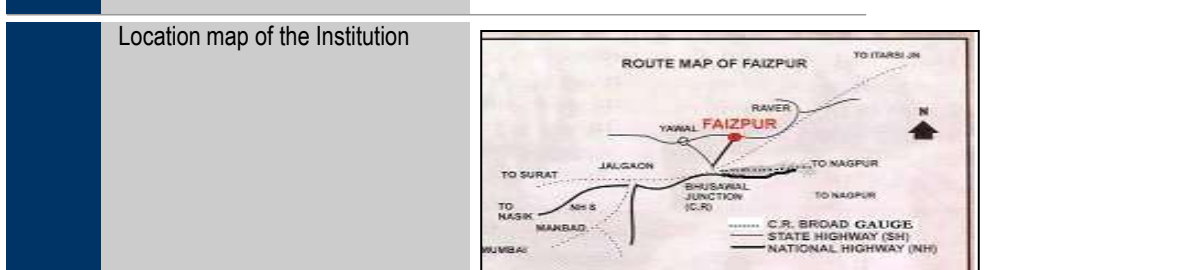 Location map of the Institution
ROUTE MAP OF FAIZPUR
TO ITARSI JN
RAVER
N
YAWAL
FAIZPUR
JALGAON
TO NAGPUR
TO SURAT
BHUSAWAL
JUNCTION
(C.R)
TO NAGPUR
TO
NASIK
NH 6
MANBAD
MUMBAI
C.R. BROAD GAUGE
STATE HIGHWAY (SH)
NATIONAL HIGHWAY (NH)